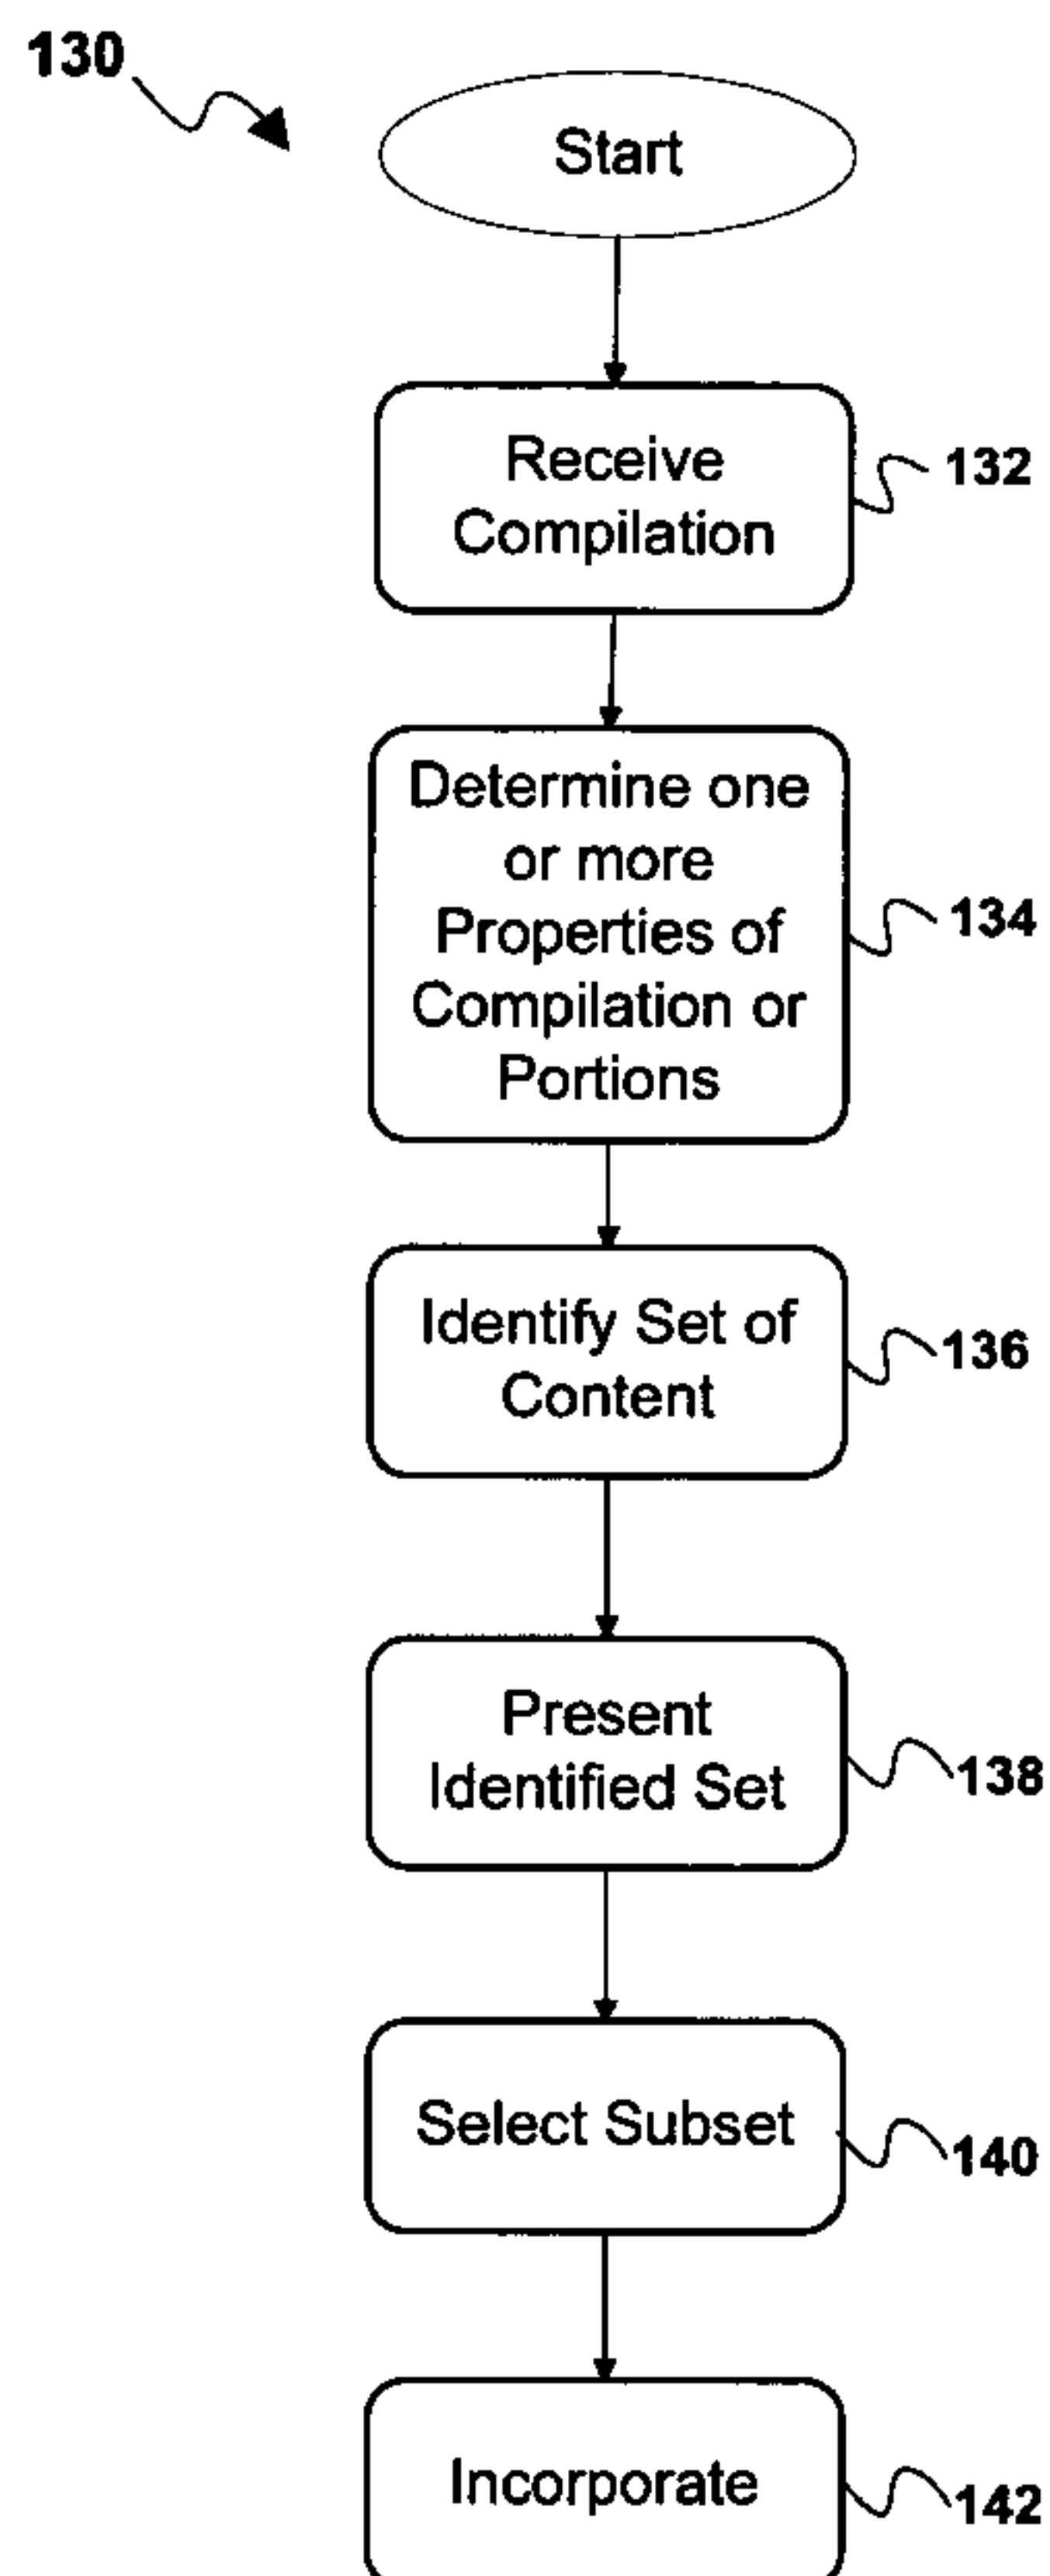 130
Start
Receive
Compilation
132
Determine one
or more
Properties of
Compilation or
Portions
134
Identify Set of
Content
136
Present
Identified Set
138
Select Subset
140
Incorporate
142